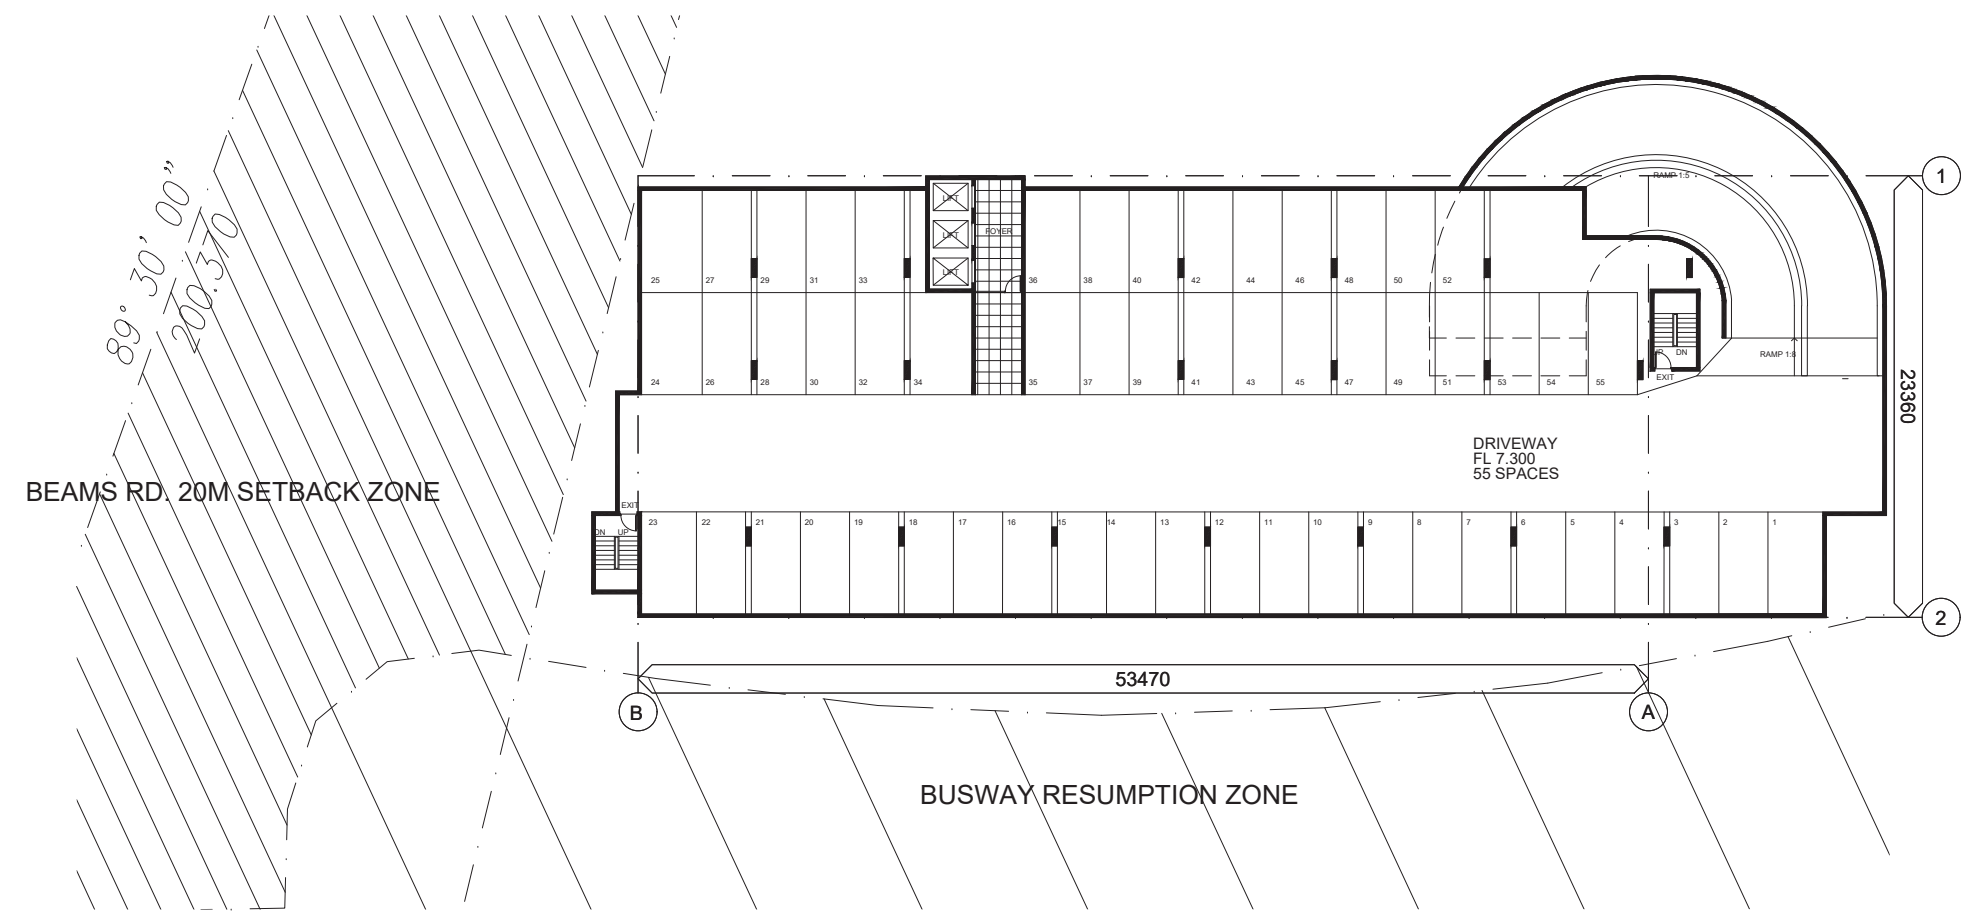 89° 30' 00"
200.370
BEAMS RD. 20M SETBACK ZONE
LIFT
LIFT
LIFT
FOYER
RAMP 1:5
1
25 27 29 31 33 36 38 40 42 44 46 48 50 52
UP DN
RAMP 1:8
EXIT
24 26 28 30 32 34 35 37 39 41 43 45 47 49 51 53 54 55
23360
DRIVEWAY
FL 7.300
55 SPACES
EXIT
DN UP
23 22 21 20 19 18 17 16 15 14 13 12 11 10 9 8 7 6 5 4 3 2 1
2
53470
B
A
BUSWAY RESUMPTION ZONE